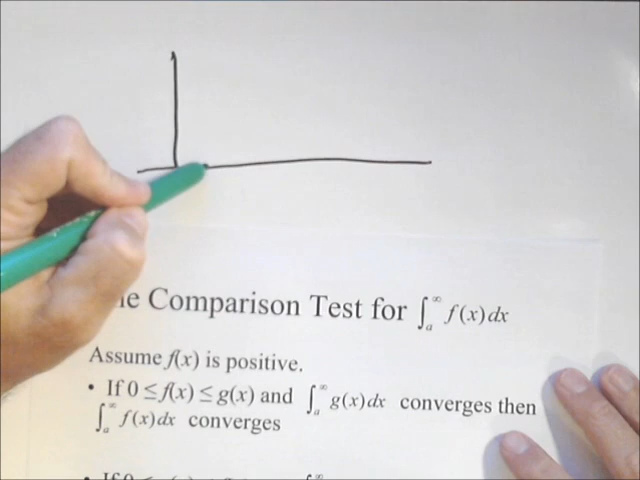 Comparison Test for ∫ₐ^∞ f(x)dx
Assume f(x) is positive.
• If 0 ≤ f(x) ≤ g(x) and ∫ₐ^∞ g(x)dx converges then
∫ₐ^∞ f(x)dx converges